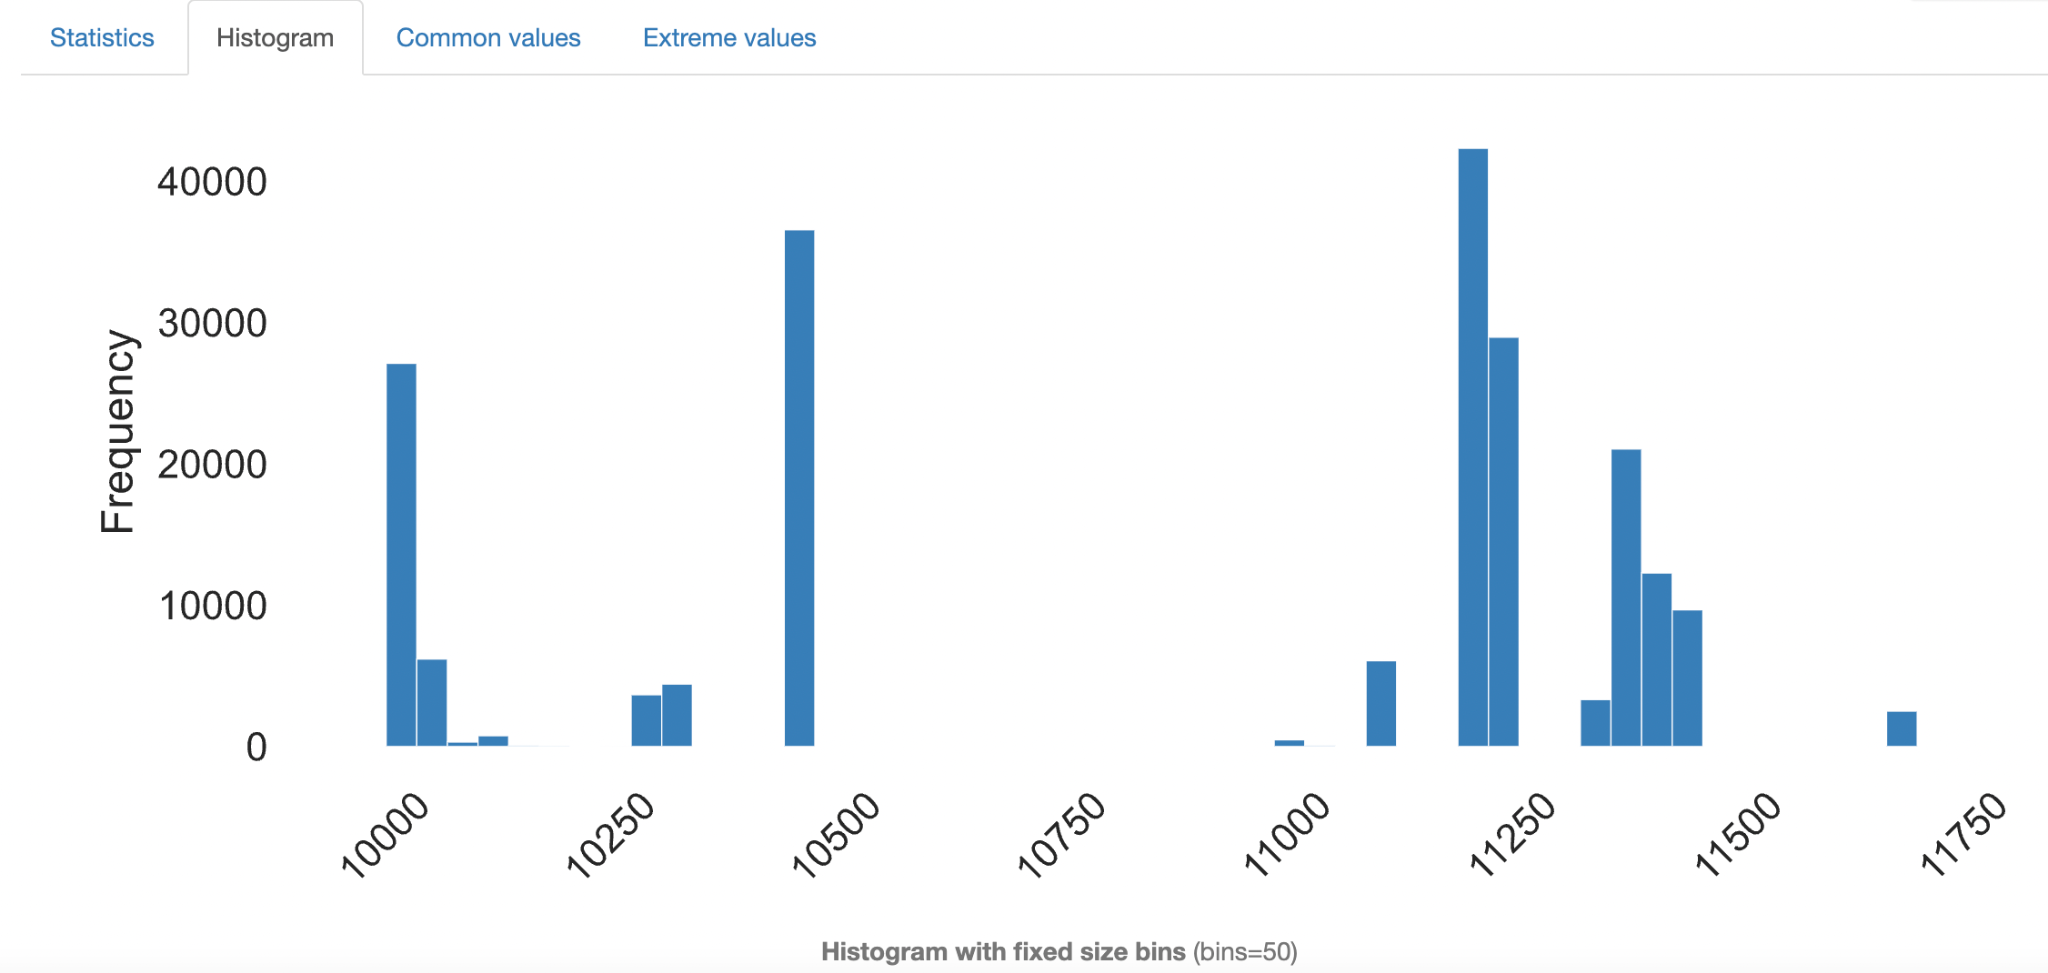 Statistics Histogram Common values Extreme values
40000
30000
20000
10000
0
Frequency
10000 10250 10500 10750 11000 11250 11500 11750
Histogram with fixed size bins (bins=50)